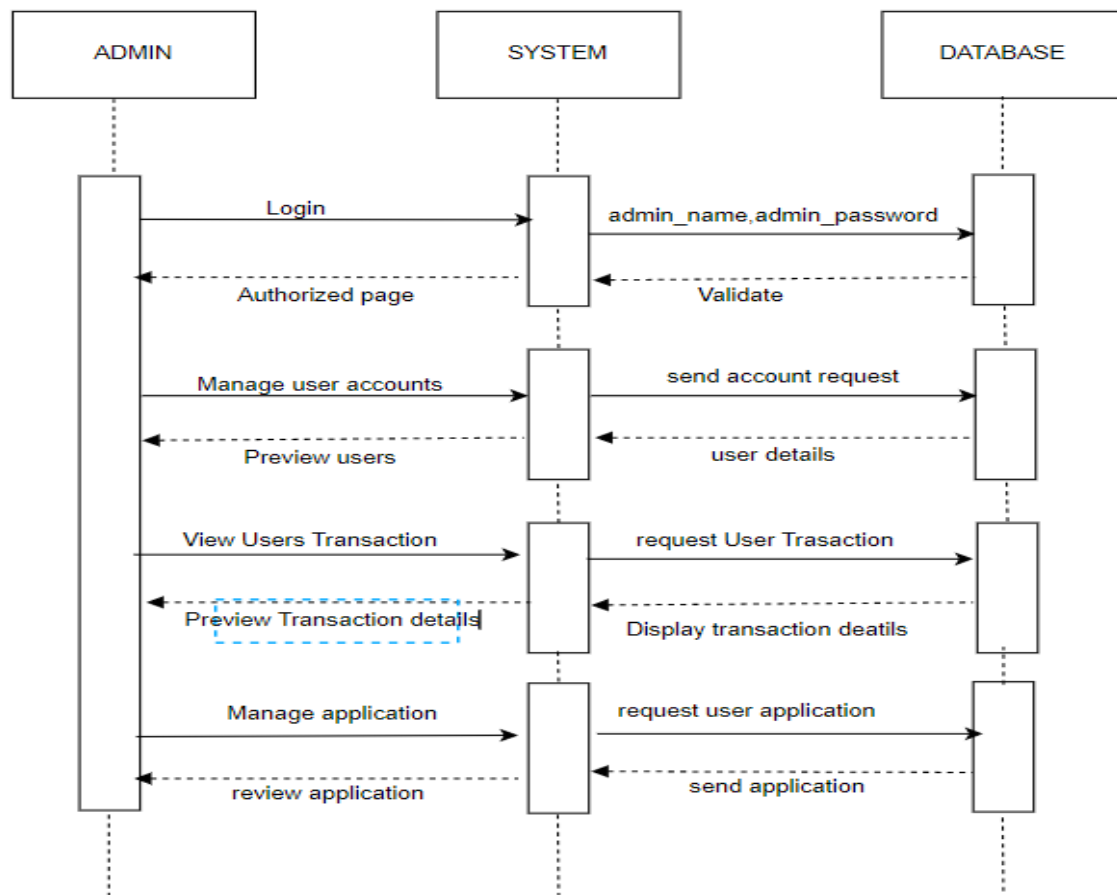 ADMIN
SYSTEM
DATABASE
Login
admin_name,admin_password
Authorized page
Validate
Manage user accounts
send account request
Preview users
user details
View Users Transaction
request User Trasaction
Preview Transaction details
Display transaction deatils
Manage application
request user application
review application
send application